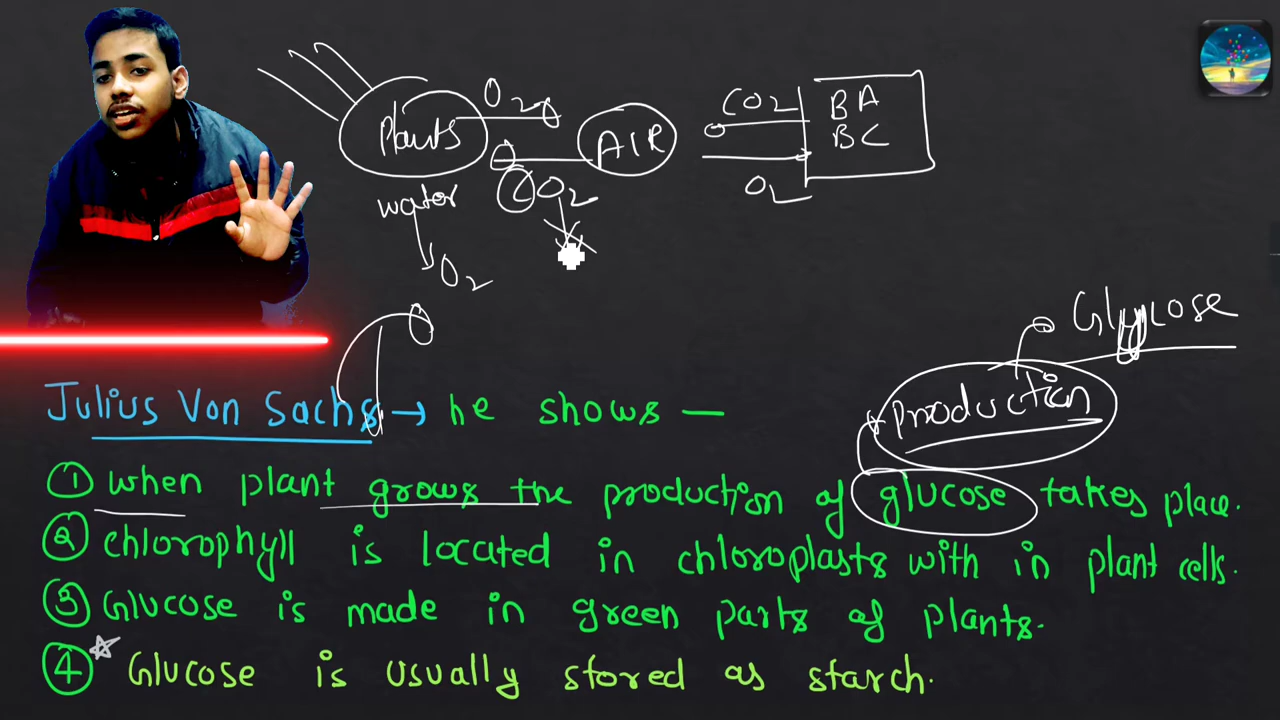 O2
CO2
BA
Plants
AIR
BC
CO2
O2
water
O2
Glucose
production
Julius Von Sachs → he shows —
① when plant grows the production of glucose takes place.
② chlorophyll is located in chloroplasts with in plant cells.
③ Glucose is made in green parts of plants.
④ Glucose is usually stored as starch.